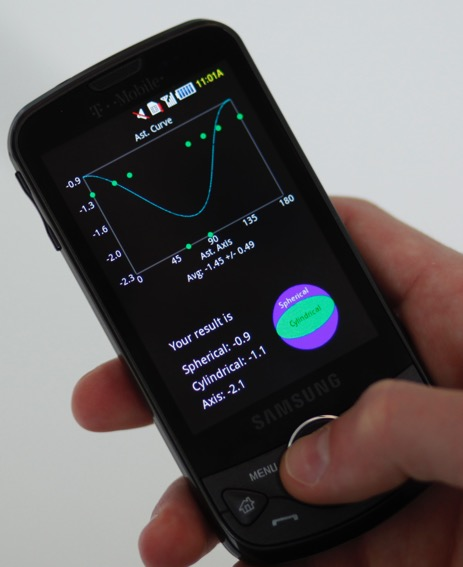 T··Mobile
11:01A
Ast. Curve
-0.9
-1.3
-1.6
-2.0
-2.3
0 45 90 135 180
Ast. Axis
Avg: -1.45 +/- 0.49
Your result is
Spherical: -0.9
Cylindrical: -1.1
Axis: -2.1
Spherical
Cylindrical
SAMSUNG
MENU